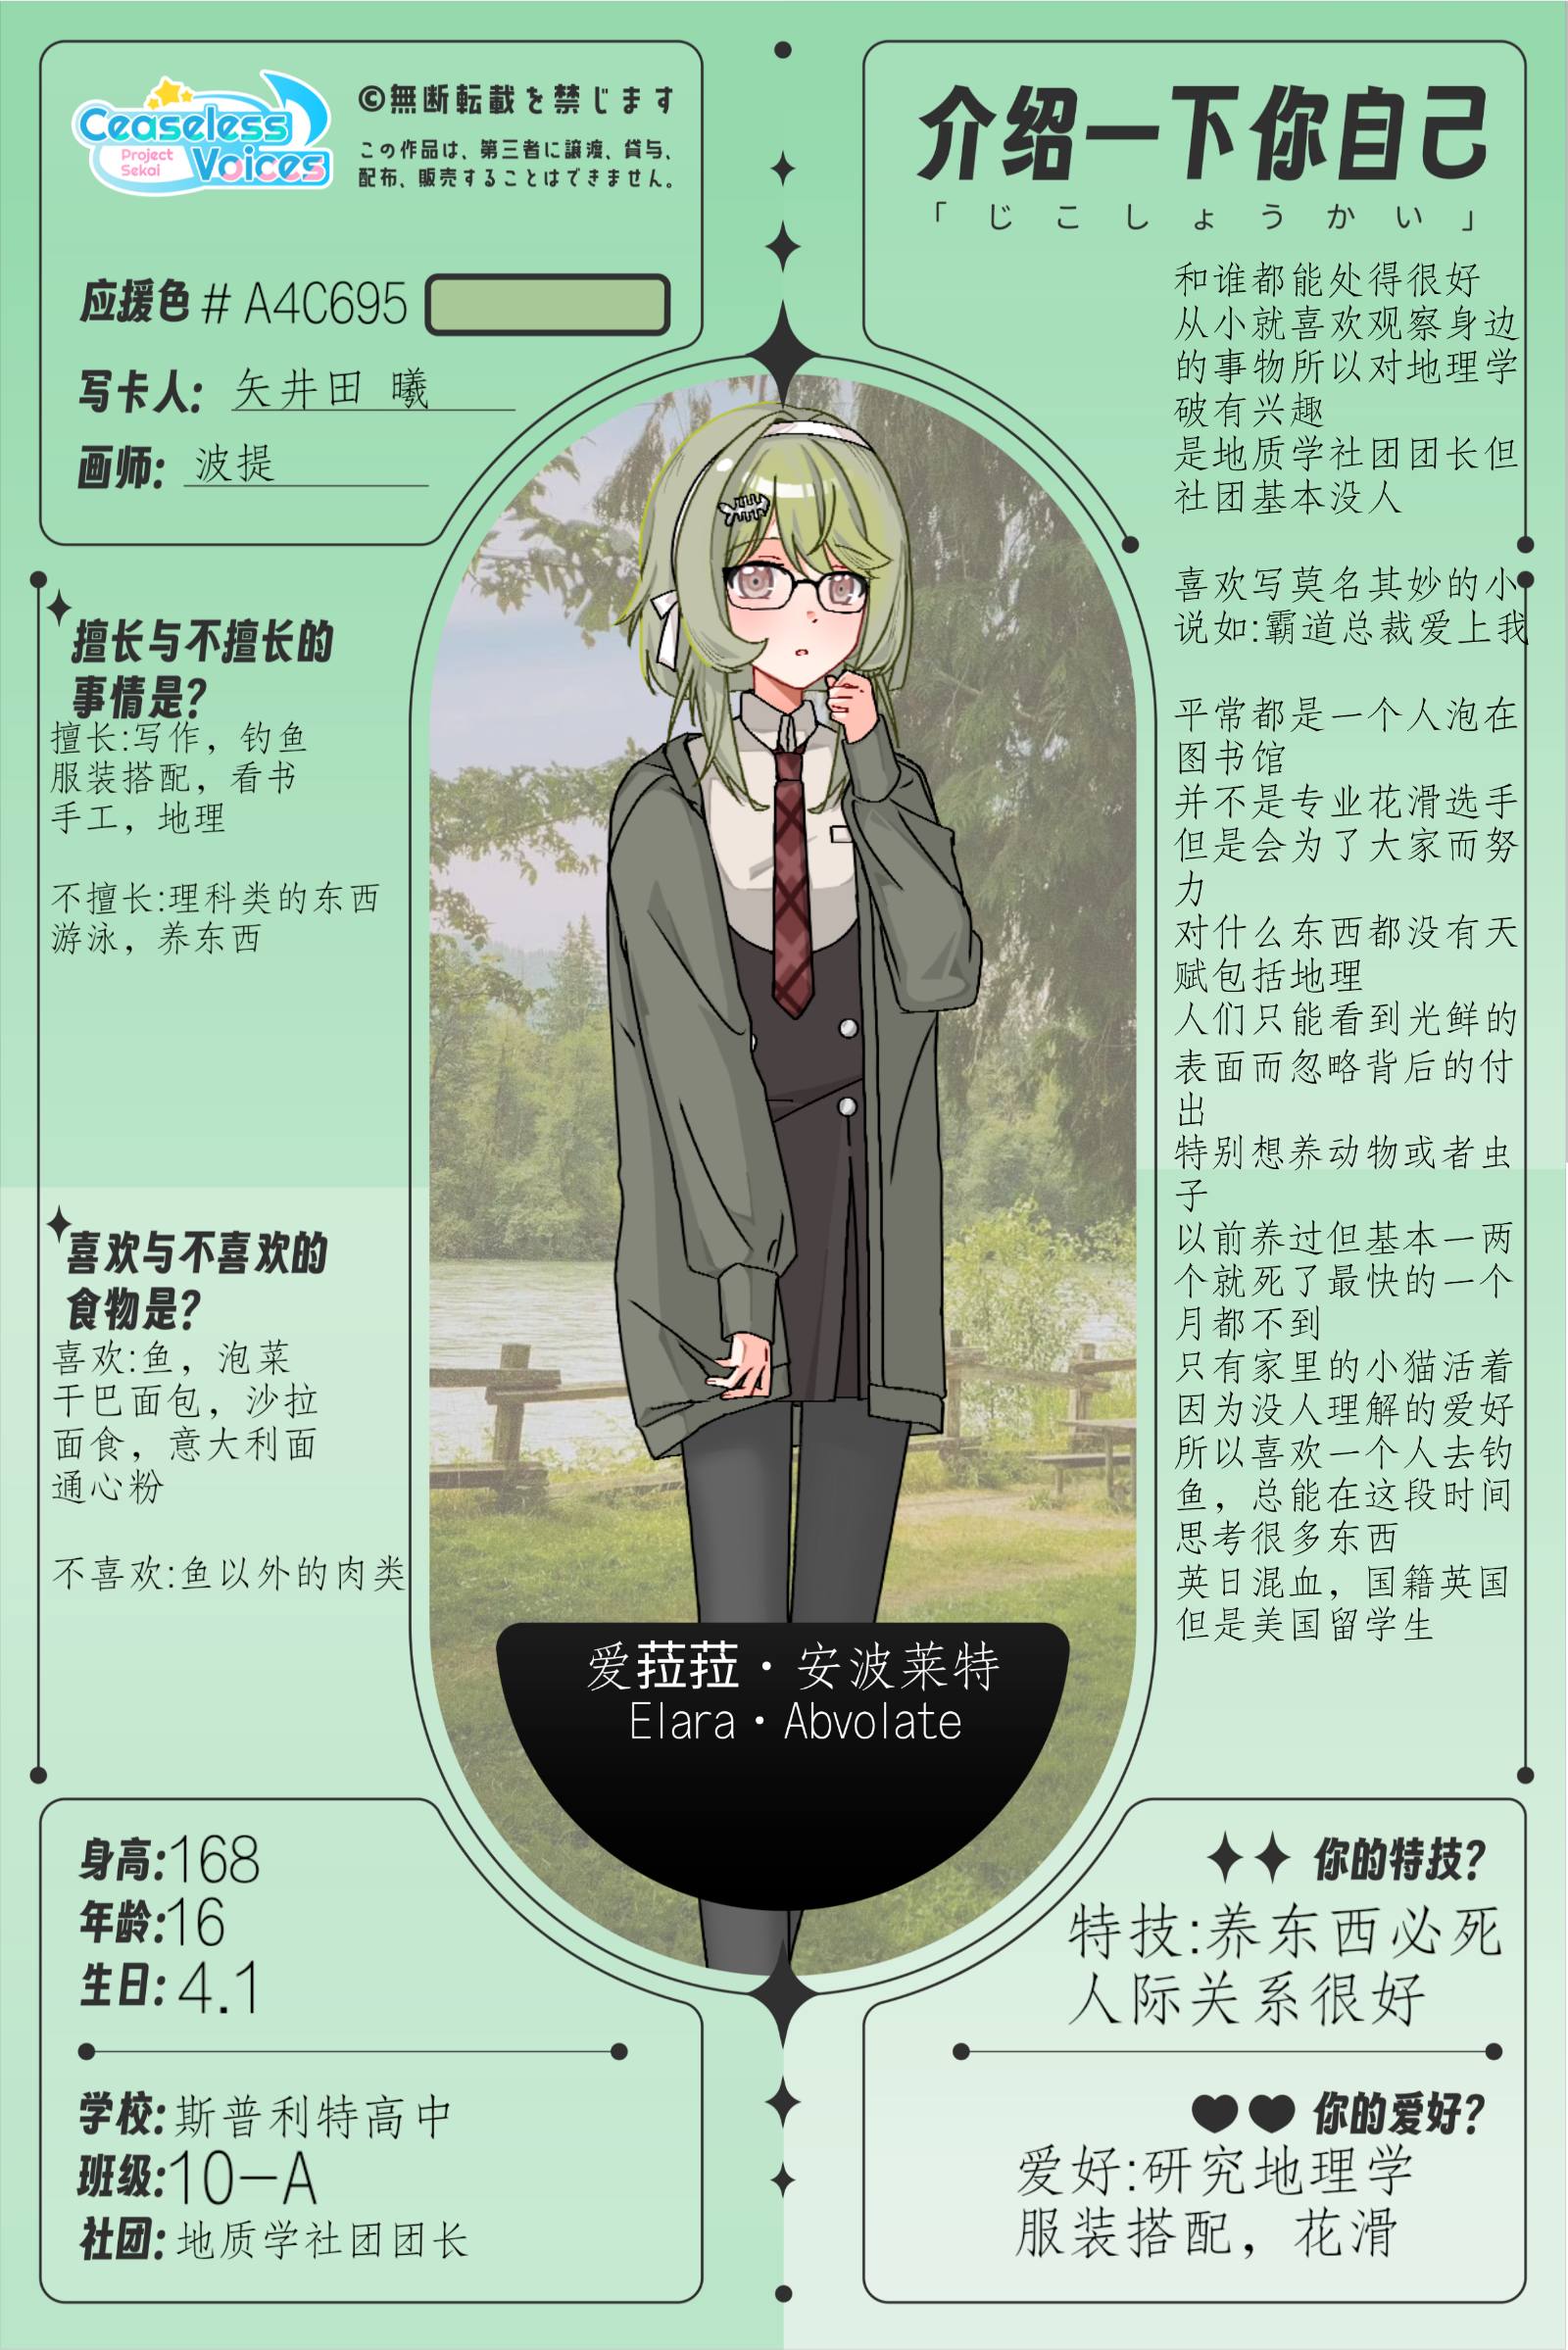 Ceaseless
Voices
Project
Sekai
©無断転載を禁じます
この作品は、第三者に譲渡、貸与、
配布、販売することはできません。
应援色 # A4C695
写卡人: 矢井田 曦
画师: 波提
介绍一下你自己
「じこしょうかい」
和谁都能处得很好
从小就喜欢观察身边
的事物所以对地理学
破有兴趣
是地质学社团团长但
社团基本没人
喜欢写莫名其妙的小
说如:霸道总裁爱上我
平常都是一个人泡在
图书馆
并不是专业花滑选手
但是会为了大家而努
力
对什么东西都没有天
赋包括地理
人们只能看到光鲜的
表面而忽略背后的付
出
特别想养动物或者虫
子
以前养过但基本一两
个就死了最快的一个
月都不到
只有家里的小猫活着
因为没人理解的爱好
所以喜欢一个人去钓
鱼，总能在这段时间
思考很多东西
英日混血，国籍英国
但是美国留学生
擅长与不擅长的
事情是?
擅长:写作，钓鱼
服装搭配，看书
手工，地理
不擅长:理科类的东西
游泳，养东西
喜欢与不喜欢的
食物是?
喜欢:鱼，泡菜
干巴面包，沙拉
面食，意大利面
通心粉
不喜欢:鱼以外的肉类
爱菈菈·安波莱特
Elara·Abvolate
身高:168
年龄:16
生日:4.1
学校:斯普利特高中
班级:10-A
社团:地质学社团团长
你的特技?
特技:养东西必死
人际关系很好
你的爱好?
爱好:研究地理学
服装搭配，花滑